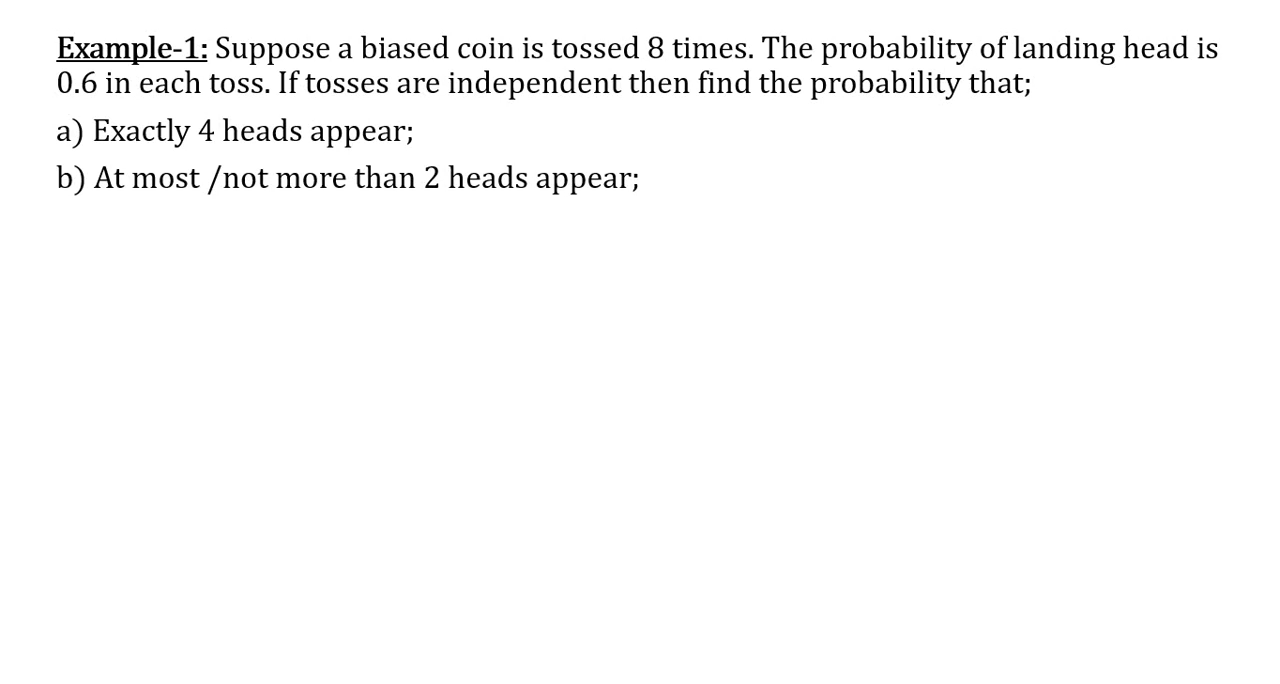 Example-1: Suppose a biased coin is tossed 8 times. The probability of landing head is
0.6 in each toss. If tosses are independent then find the probability that;
a) Exactly 4 heads appear;
b) At most /not more than 2 heads appear;